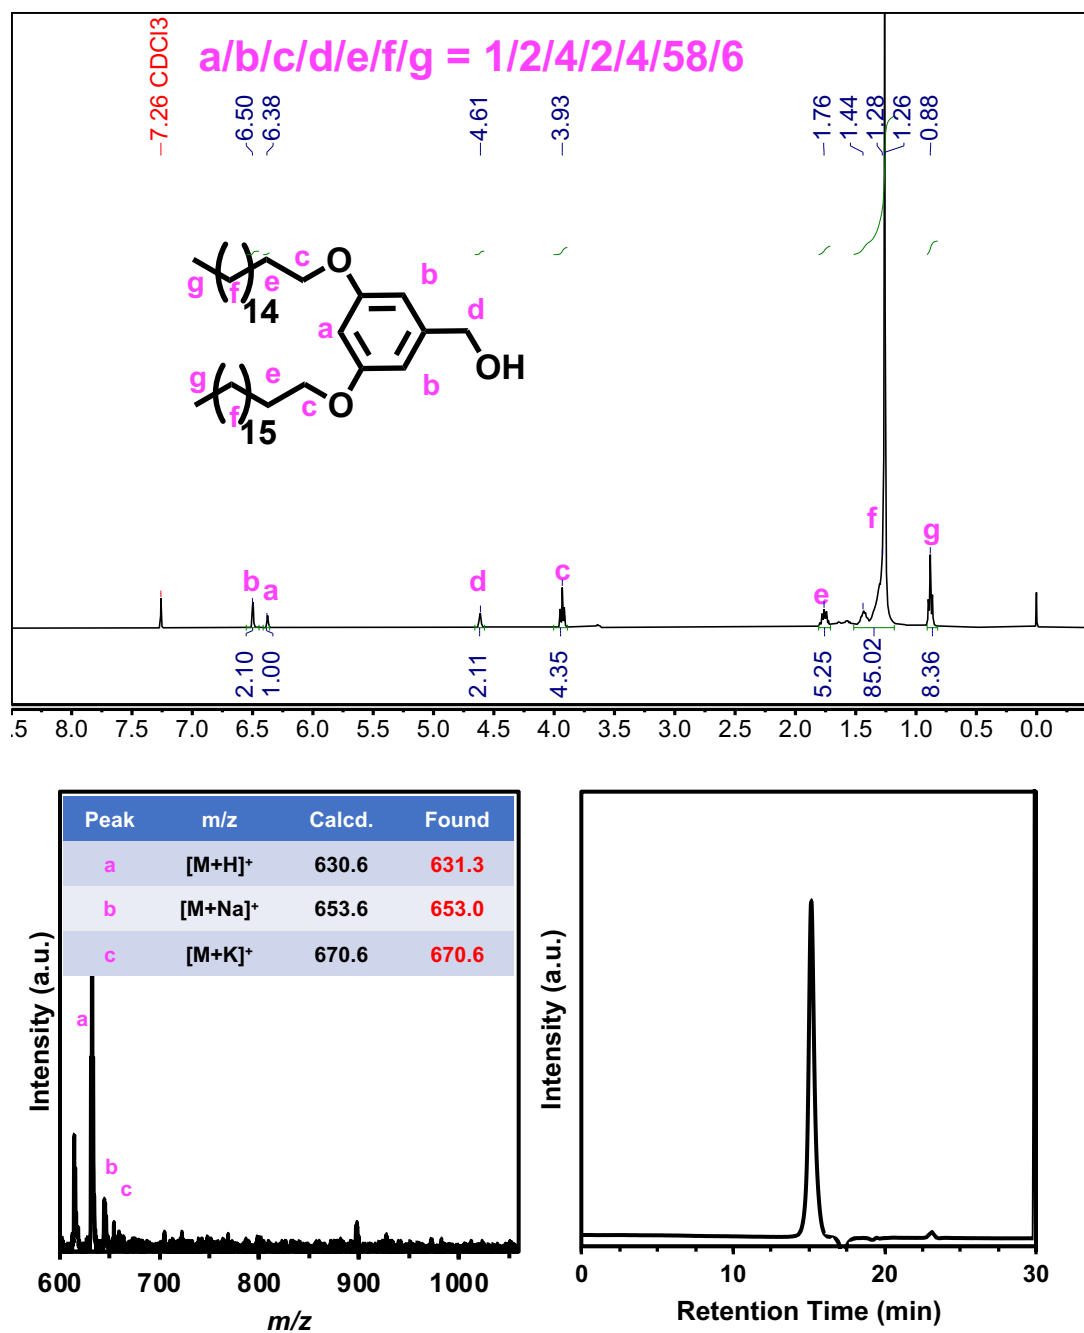 a/b/c/d/e/f/g = 1/2/4/2/4/58/6
7.26 CDCl3
6.50
6.38
4.61
3.93
1.76
1.44
1.28
1.26
0.88
g
f
14
e
c
O
b
a
d
OH
g
f
15
e
c
O
b
b
a
d
c
e
f
g
2.10
1.00
2.11
4.35
5.25
85.02
8.36
.5 8.0 7.5 7.0 6.5 6.0 5.5 5.0 4.5 4.0 3.5 3.0 2.5 2.0 1.5 1.0 0.5 0.0
Peak m/z Calcd. Found
a [M+H]⁺ 630.6 631.3
b [M+Na]⁺ 653.6 653.0
c [M+K]⁺ 670.6 670.6
a
b
c
Intensity (a.u.)
600 700 800 900 1000
m/z
Intensity (a.u.)
0 10 20 30
Retention Time (min)